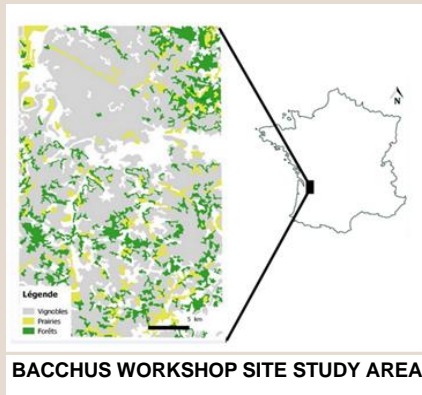 N
Légende
Vignobles
Prairies
Forêts
5 km
BACCHUS WORKSHOP SITE STUDY AREA